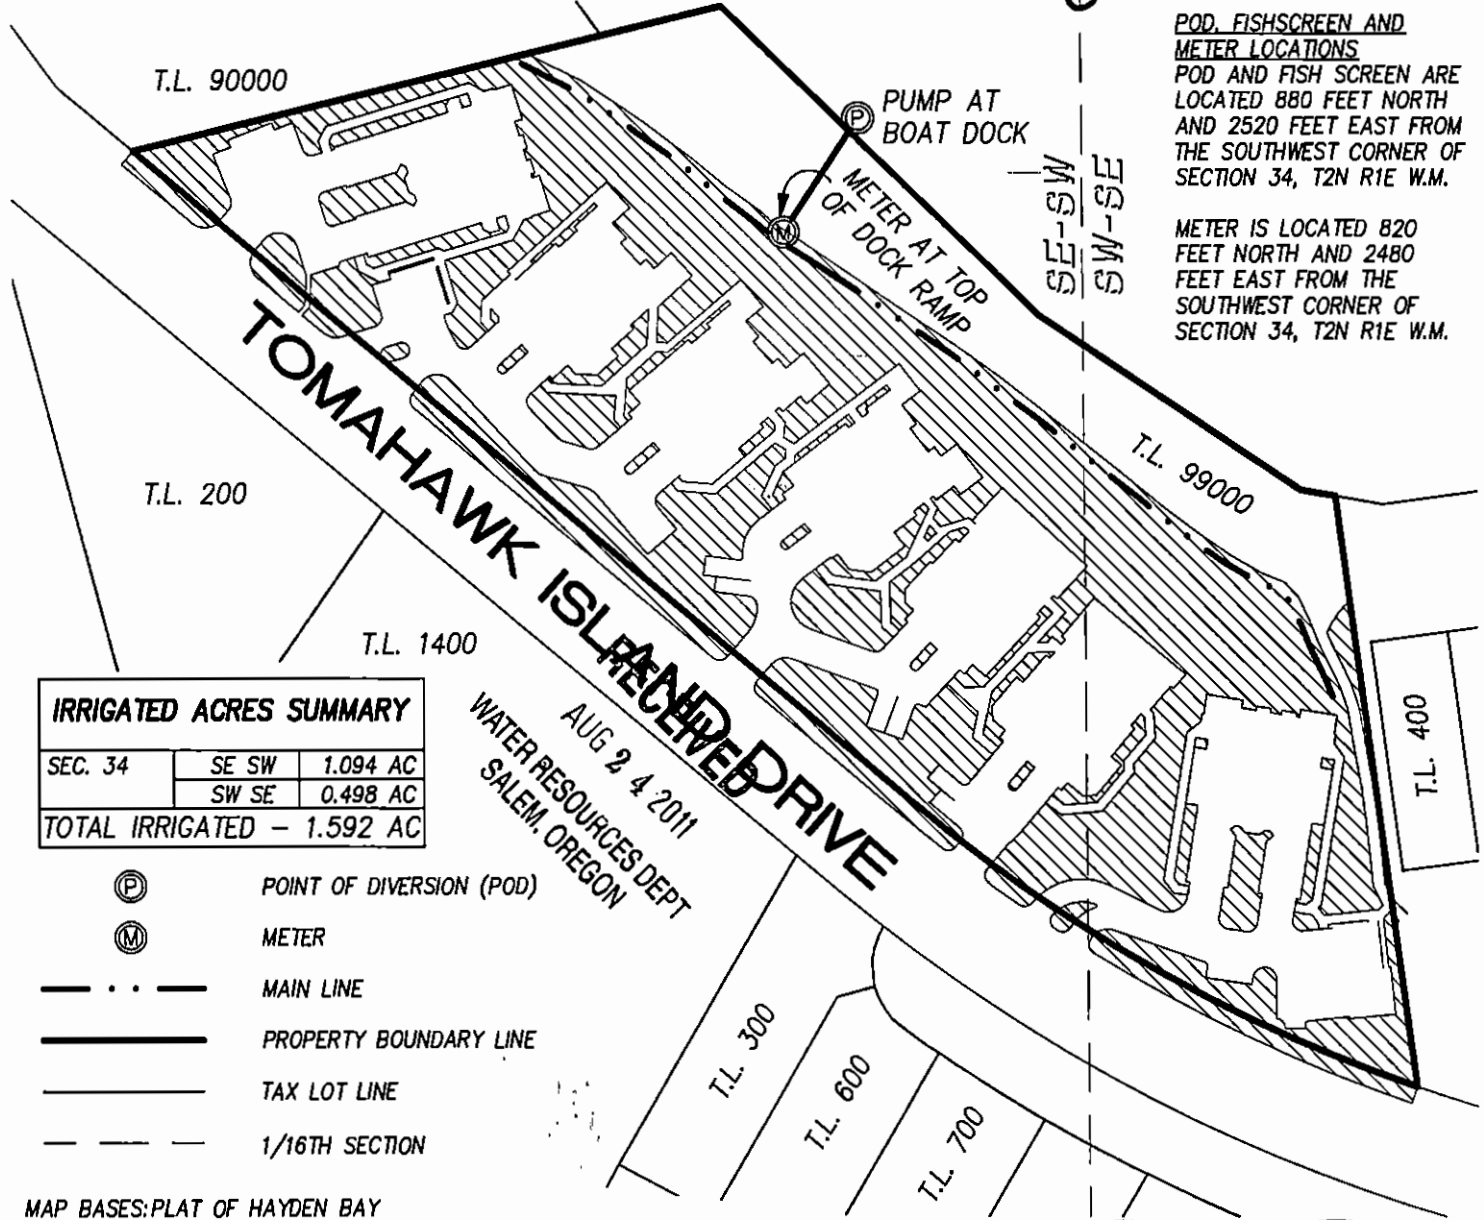 POD, FISHSCREEN AND
METER LOCATIONS
POD AND FISH SCREEN ARE
LOCATED 880 FEET NORTH
AND 2520 FEET EAST FROM
THE SOUTHWEST CORNER OF
SECTION 34, T2N R1E W.M.
METER IS LOCATED 820
FEET NORTH AND 2480
FEET EAST FROM THE
SOUTHWEST CORNER OF
SECTION 34, T2N R1E W.M.
T.L. 90000
P
PUMP AT
BOAT DOCK
M
METER AT TOP
OF DOCK RAMP
SE-SW
SW-SE
T.L. 99000
TOMAHAWK ISLAND DRIVE
T.L. 200
T.L. 1400
T.L. 400
RECEIVED
AUG 24 2011
WATER RESOURCES DEPT
SALEM, OREGON
IRRIGATED ACRES SUMMARY
SEC. 34 SE SW 1.094 AC
SW SE 0.498 AC
TOTAL IRRIGATED - 1.592 AC
P POINT OF DIVERSION (POD)
M METER
MAIN LINE
PROPERTY BOUNDARY LINE
TAX LOT LINE
1/16TH SECTION
T.L. 300
T.L. 600
T.L. 700
MAP BASES: PLAT OF HAYDEN BAY